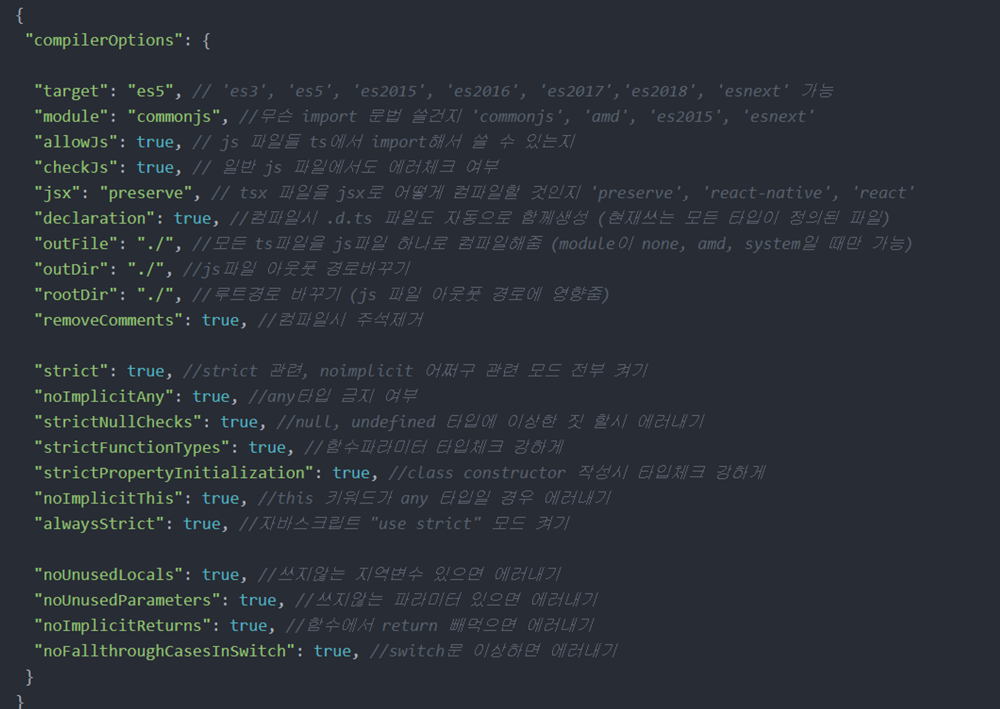 {
"compilerOptions": {
"target": "es5", // 'es3', 'es5', 'es2015', 'es2016', 'es2017','es2018', 'esnext' 가능
"module": "commonjs", //무슨 import 문법 쓸건지 'commonjs', 'amd', 'es2015', 'esnext'
"allowJs": true, // js 파일들 ts에서 import해서 쓸 수 있는지
"checkJs": true, // 일반 js 파일에서도 에러체크 여부
"jsx": "preserve", // tsx 파일을 jsx로 어떻게 컴파일할 것인지 'preserve', 'react-native', 'react'
"declaration": true, //컴파일시 .d.ts 파일도 자동으로 함께생성 (현재쓰는 모든 타입이 정의된 파일)
"outFile": "./", //모든 ts파일을 js파일 하나로 컴파일해줌 (module이 none, amd, system일 때만 가능)
"outDir": "./", //js파일 아웃풋 경로바꾸기
"rootDir": "./", //루트경로 바꾸기 (js 파일 아웃풋 경로에 영향줌)
"removeComments": true, //컴파일시 주석제거
"strict": true, //strict 관련, noimplicit 어쩌구 관련 모드 전부 켜기
"noImplicitAny": true, //any타입 금지 여부
"strictNullChecks": true, //null, undefined 타입에 이상한 짓 할시 에러내기
"strictFunctionTypes": true, //함수파라미터 타입체크 강하게
"strictPropertyInitialization": true, //class constructor 작성시 타입체크 강하게
"noImplicitThis": true, //this 키워드가 any 타입일 경우 에러내기
"alwaysStrict": true, //자바스크립트 "use strict" 모드 켜기
"noUnusedLocals": true, //쓰지않는 지역변수 있으면 에러내기
"noUnusedParameters": true, //쓰지않는 파라미터 있으면 에러내기
"noImplicitReturns": true, //함수에서 return 빼먹으면 에러내기
"noFallthroughCasesInSwitch": true, //switch문 이상하면 에러내기
}
}